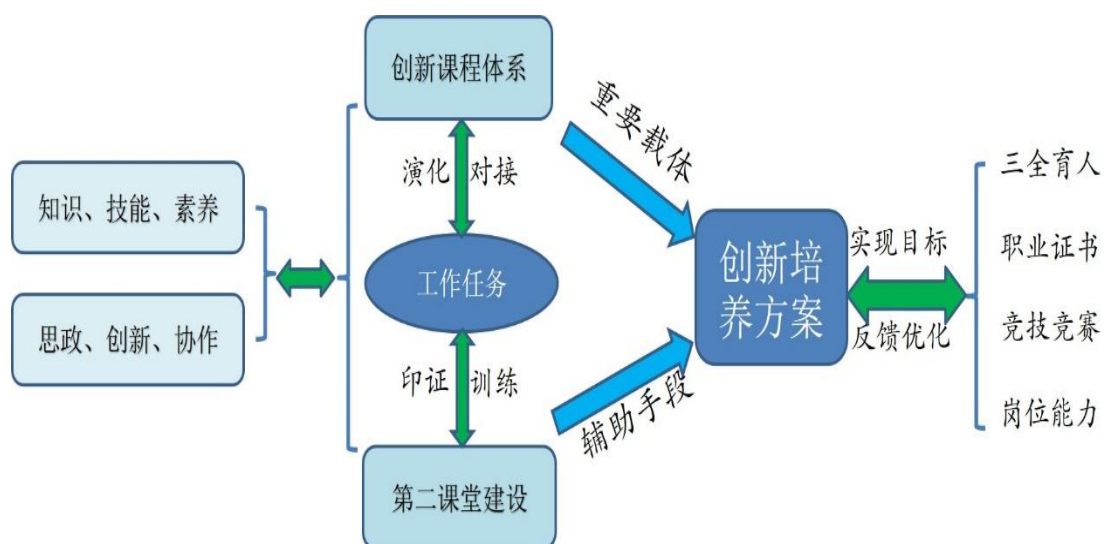 知识、技能、素养
思政、创新、协作
创新课程体系
演化 对接
工作任务
印证 训练
第二课堂建设
重要载体
辅助手段
创新培
养方案
实现目标
反馈优化
三全育人
职业证书
竞技竞赛
岗位能力